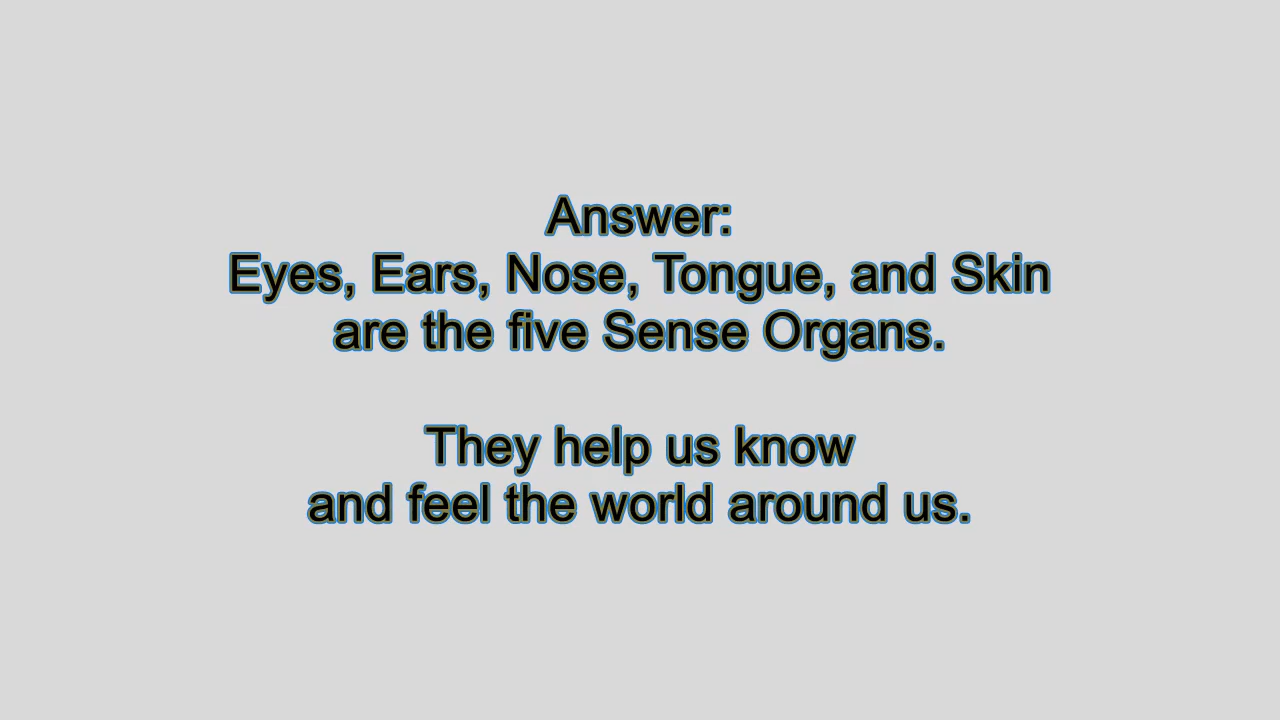 Answer:
Eyes, Ears, Nose, Tongue, and Skin
are the five Sense Organs.
They help us know
and feel the world around us.